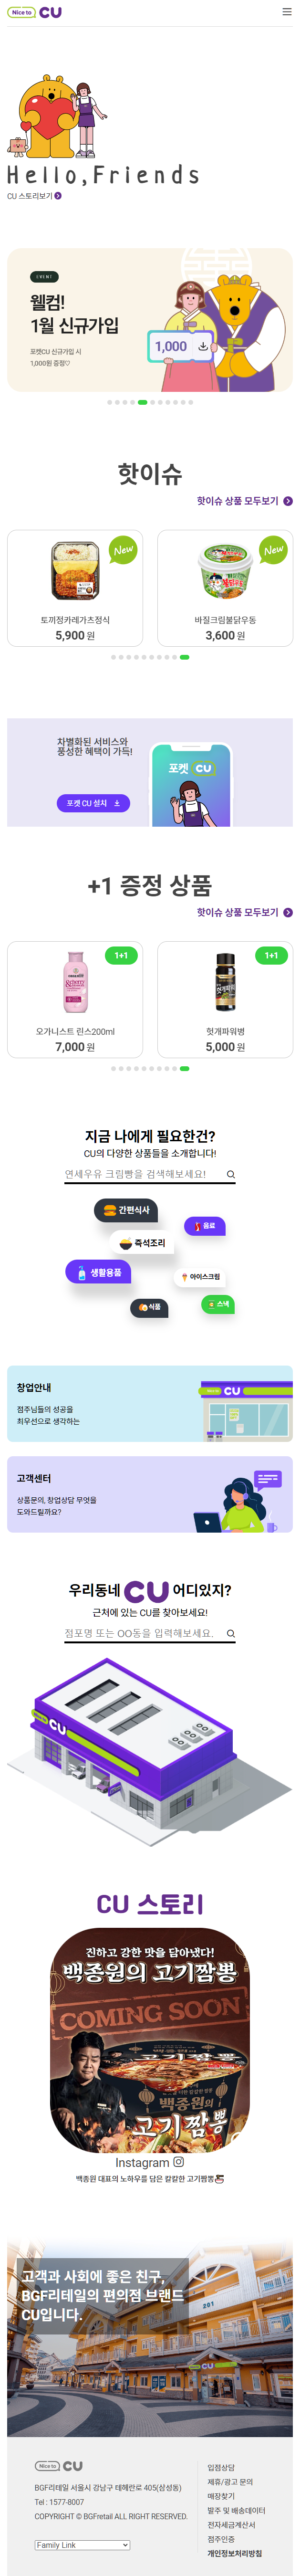 Nice to CU
Hello, Friends
CU 스토리보기
EVENT
웰컴!
1월 신규가입
포켓CU 신규가입 시
1,000원 증정♡
1,000
핫이슈
핫이슈 상품 모두보기
New
New
토끼정카레가츠정식
바질크림불닭우동
5,900 원
3,600 원
차별화된 서비스와
풍성한 혜택이 가득!
포켓 CU
포켓 CU 설치
+1 증정 상품
핫이슈 상품 모두보기
1+1
1+1
오가니스트 린스200ml
헛개파워병
7,000 원
5,000 원
지금 나에게 필요한건?
CU의 다양한 상품들을 소개합니다!
연세우유 크림빵을 검색해보세요!
간편식사
음료
즉석조리
생활용품
아이스크림
식품
스낵
창업안내
점주님들의 성공을
최우선으로 생각하는
CU
고객센터
상품문의, 창업상담 무엇을
도와드릴까요?
우리동네 CU 어디있지?
근처에 있는 CU를 찾아보세요!
점포명 또는 OO동을 입력해보세요.
CU
CU 스토리
진하고 강한 맛을 담아냈다!
백종원의 고기짬뽕
COMING SOON
백종원의
고기짬뽕
Instagram
백종원 대표의 노하우를 담은 칼칼한 고기짬뽕
고객과 사회에 좋은 친구,
BGF리테일의 편의점 브랜드
CU입니다.
201
CU
Nice to CU
BGF리테일 서울시 강남구 테헤란로 405(삼성동)
Tel : 1577-8007
COPYRIGHT © BGFretail ALL RIGHT RESERVED.
Family Link
입점상담
제휴/광고 문의
매장찾기
발주 및 배송데이터
전자세금계산서
점주인증
개인정보처리방침